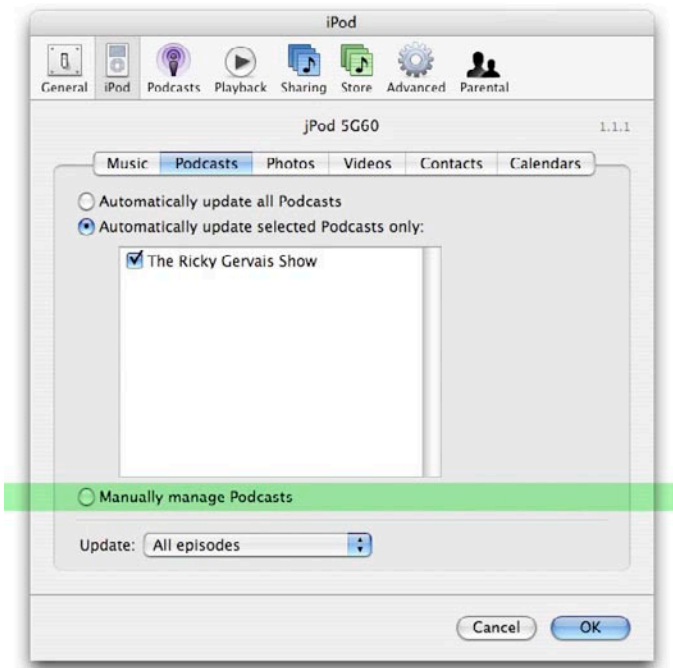 iPod
General iPod Podcasts Playback Sharing Store Advanced Parental
jPod 5G60 1.1.1
Music Podcasts Photos Videos Contacts Calendars
Automatically update all Podcasts
Automatically update selected Podcasts only:
The Ricky Gervais Show
Manually manage Podcasts
Update: All episodes
Cancel OK